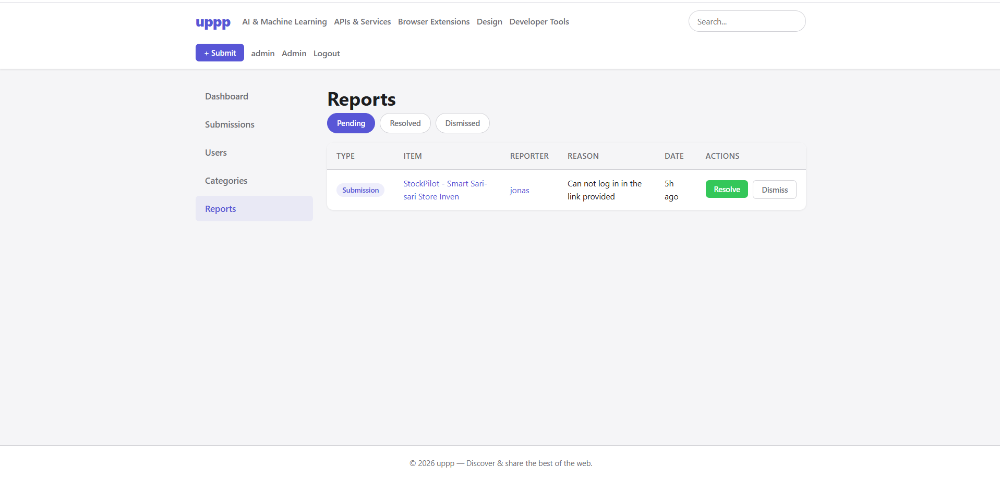 uppp AI & Machine Learning APIs & Services Browser Extensions Design Developer Tools Search...
+ Submit admin Admin Logout
Dashboard
Submissions
Users
Categories
Reports
Reports
Pending Resolved Dismissed
TYPE ITEM REPORTER REASON DATE ACTIONS
Submission
StockPilot - Smart Sari-
sari Store Inven
jonas
Can not log in in the
link provided
5h
ago
Resolve Dismiss
© 2026 uppp — Discover & share the best of the web.